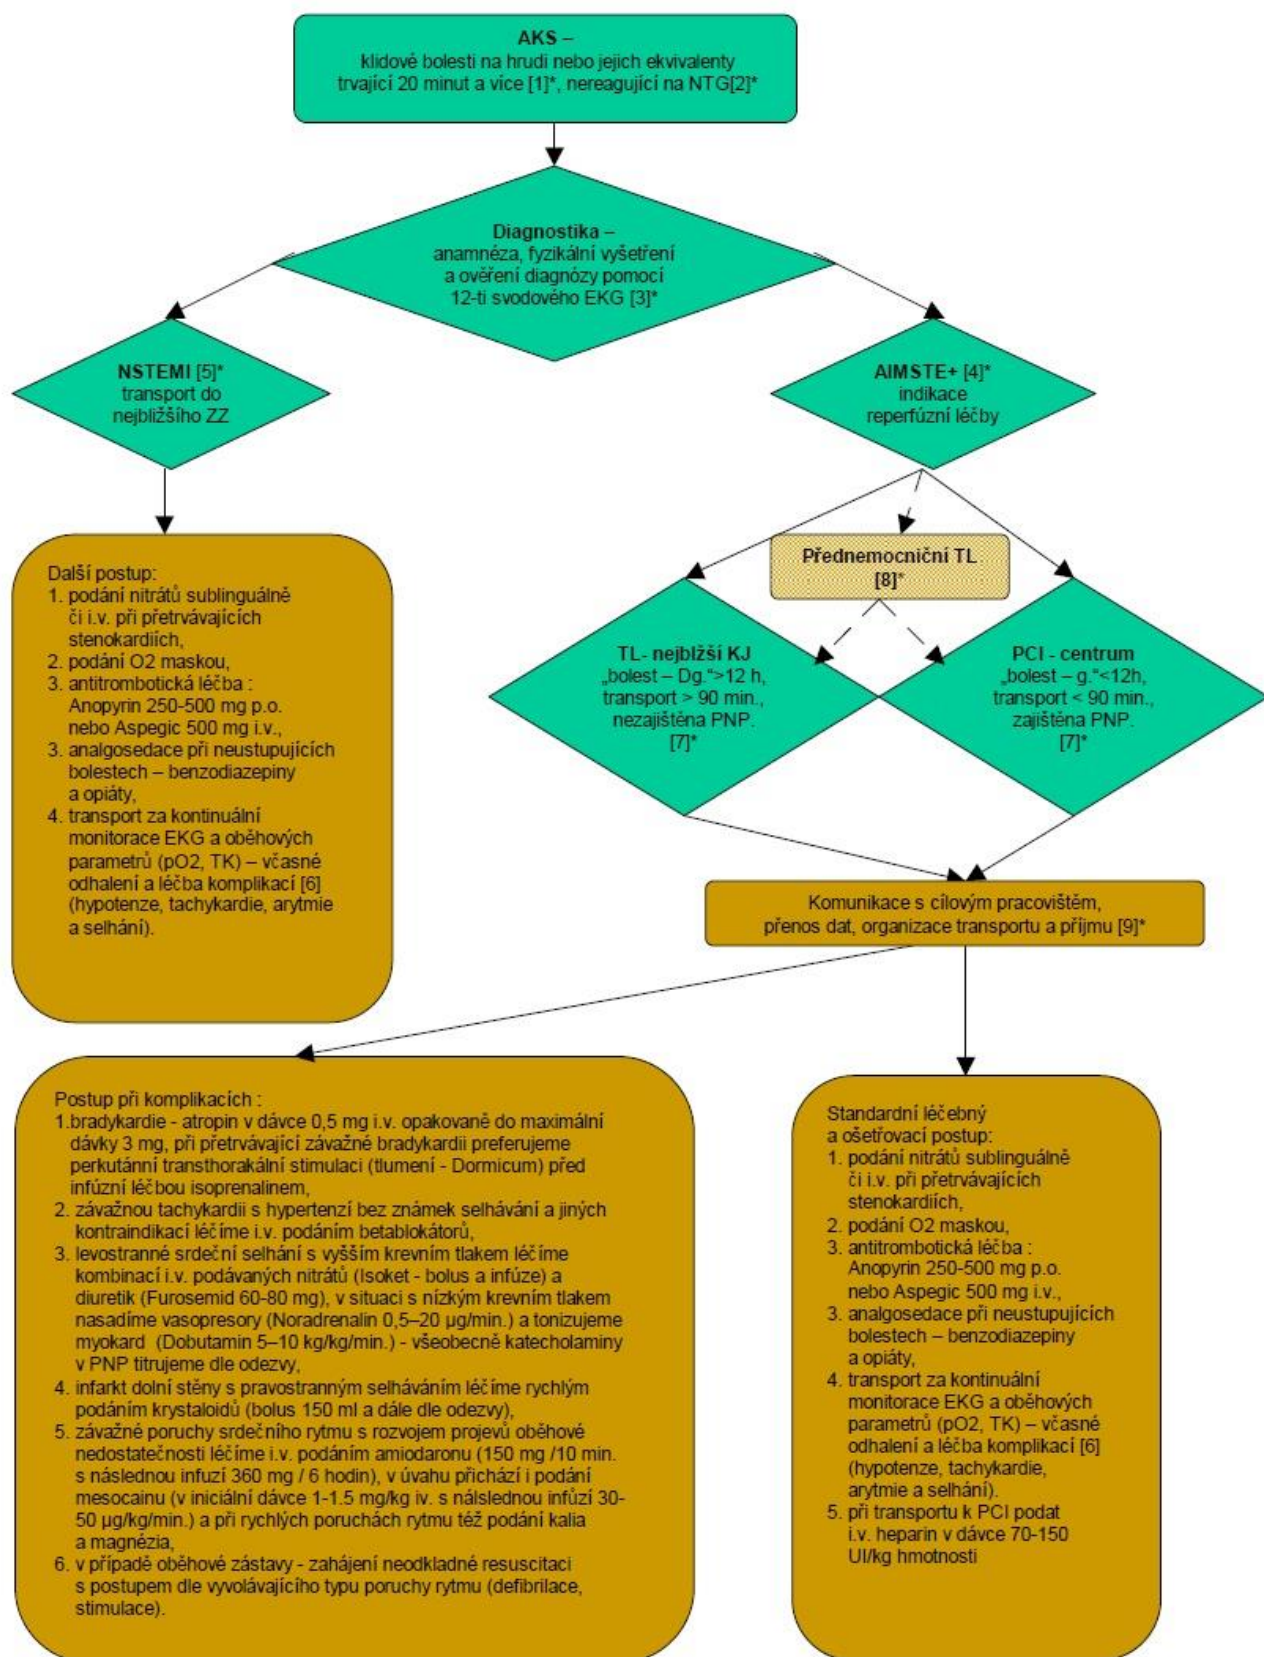 AKS –
klidové bolesti na hrudi nebo jejich ekvivalenty
trvající 20 minut a více [1]*, nereagující na NTG[2]*
Diagnostika –
anamnéza, fyzikální vyšetření
a ověření diagnózy pomocí
12-ti svodového EKG [3]*
NSTEMI [5]*
transport do
nejbližšího ZZ
AIMSTE+ [4]*
indikace
reperfúzní léčby
Přednemocniční TL
[8]*
TL- nejbližší KJ
„bolest – Dg.“>12 h,
transport > 90 min.,
nezajištěna PNP.
[7]*
PCI - centrum
„bolest – g.“<12h,
transport < 90 min.,
zajištěna PNP.
[7]*
Další postup:
1. podání nitrátů sublinguálně
či i.v. při přetrvávajících
stenokardiích,
2. podání O2 maskou,
3. antitrombotická léčba :
Anopyrin 250-500 mg p.o.
nebo Aspegic 500 mg i.v.,
3. analgosedace při neustupujících
bolestech – benzodiazepiny
a opiáty,
4. transport za kontinuální
monitorace EKG a oběhových
parametrů (pO2, TK) – včasné
odhalení a léčba komplikací [6]
(hypotenze, tachykardie, arytmie
a selhání).
Komunikace s cílovým pracovištěm,
přenos dat, organizace transportu a příjmu [9]*
Postup při komplikacích :
1.bradykardie - atropin v dávce 0,5 mg i.v. opakovaně do maximální
dávky 3 mg, při přetrvávající závažné bradykardii preferujeme
perkutánní transthorakální stimulaci (tlumení - Dormicum) před
infúzní léčbou isoprenalinem,
2. závažnou tachykardii s hypertenzí bez známek selhávání a jiných
kontraindikací léčíme i.v. podáním betablokátorů,
3. levostranné srdeční selhání s vyšším krevním tlakem léčíme
kombinací i.v. podávaných nitrátů (Isoket - bolus a infúze) a
diuretik (Furosemid 60-80 mg), v situaci s nízkým krevním tlakem
nasadíme vasopresory (Noradrenalin 0,5–20 µg/min.) a tonizujeme
myokard (Dobutamin 5–10 kg/kg/min.) - všeobecně katecholaminy
v PNP titrujeme dle odezvy,
4. infarkt dolní stěny s pravostranným selháváním léčíme rychlým
podáním krystaloidů (bolus 150 ml a dále dle odezvy),
5. závažné poruchy srdečního rytmu s rozvojem projevů oběhové
nedostatečnosti léčíme i.v. podáním amiodaronu (150 mg /10 min.
s následnou infuzí 360 mg / 6 hodin), v úvahu přichází i podání
mesocainu (v iniciální dávce 1-1.5 mg/kg iv. s nálslednou infůzí 30-
50 µg/kg/min.) a při rychlých poruchách rytmu též podání kalia
a magnézia,
6. v případě oběhové zástavy - zahájení neodkladné resuscitaci
s postupem dle vyvolávajícího typu poruchy rytmu (defibrilace,
stimulace).
Standardní léčebný
a ošetřovací postup:
1. podání nitrátů sublinguálně
či i.v. při přetrvávajících
stenokardiích,
2. podání O2 maskou,
3. antitrombotická léčba :
Anopyrin 250-500 mg p.o.
nebo Aspegic 500 mg i.v.,
3. analgosedace při neustupujících
bolestech – benzodiazepiny
a opiáty,
4. transport za kontinuální
monitorace EKG a oběhových
parametrů (pO2, TK) – včasné
odhalení a léčba komplikací [6]
(hypotenze, tachykardie,
arytmie a selhání).
5. při transportu k PCI podat
i.v. heparin v dávce 70-150
UI/kg hmotnosti